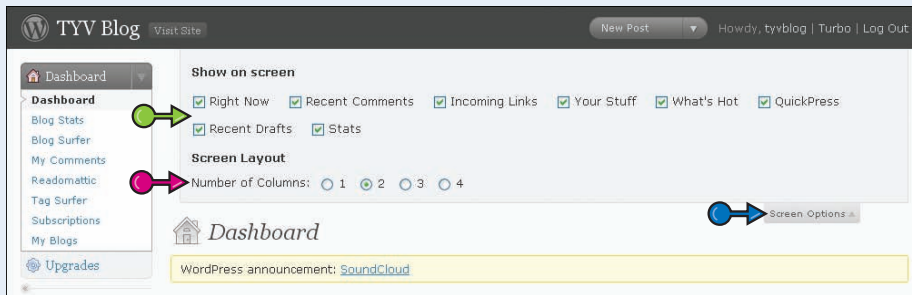 TYV Blog Visit Site New Post Howdy, tyvblog | Turbo | Log Out
Dashboard
Dashboard
Blog Stats
Blog Surfer
My Comments
Readomattic
Tag Surfer
Subscriptions
My Blogs
Upgrades
Show on screen
Right Now Recent Comments Incoming Links Your Stuff What's Hot QuickPress
Recent Drafts Stats
Screen Layout
Number of Columns: 1 2 3 4
Screen Options
Dashboard
WordPress announcement: SoundCloud